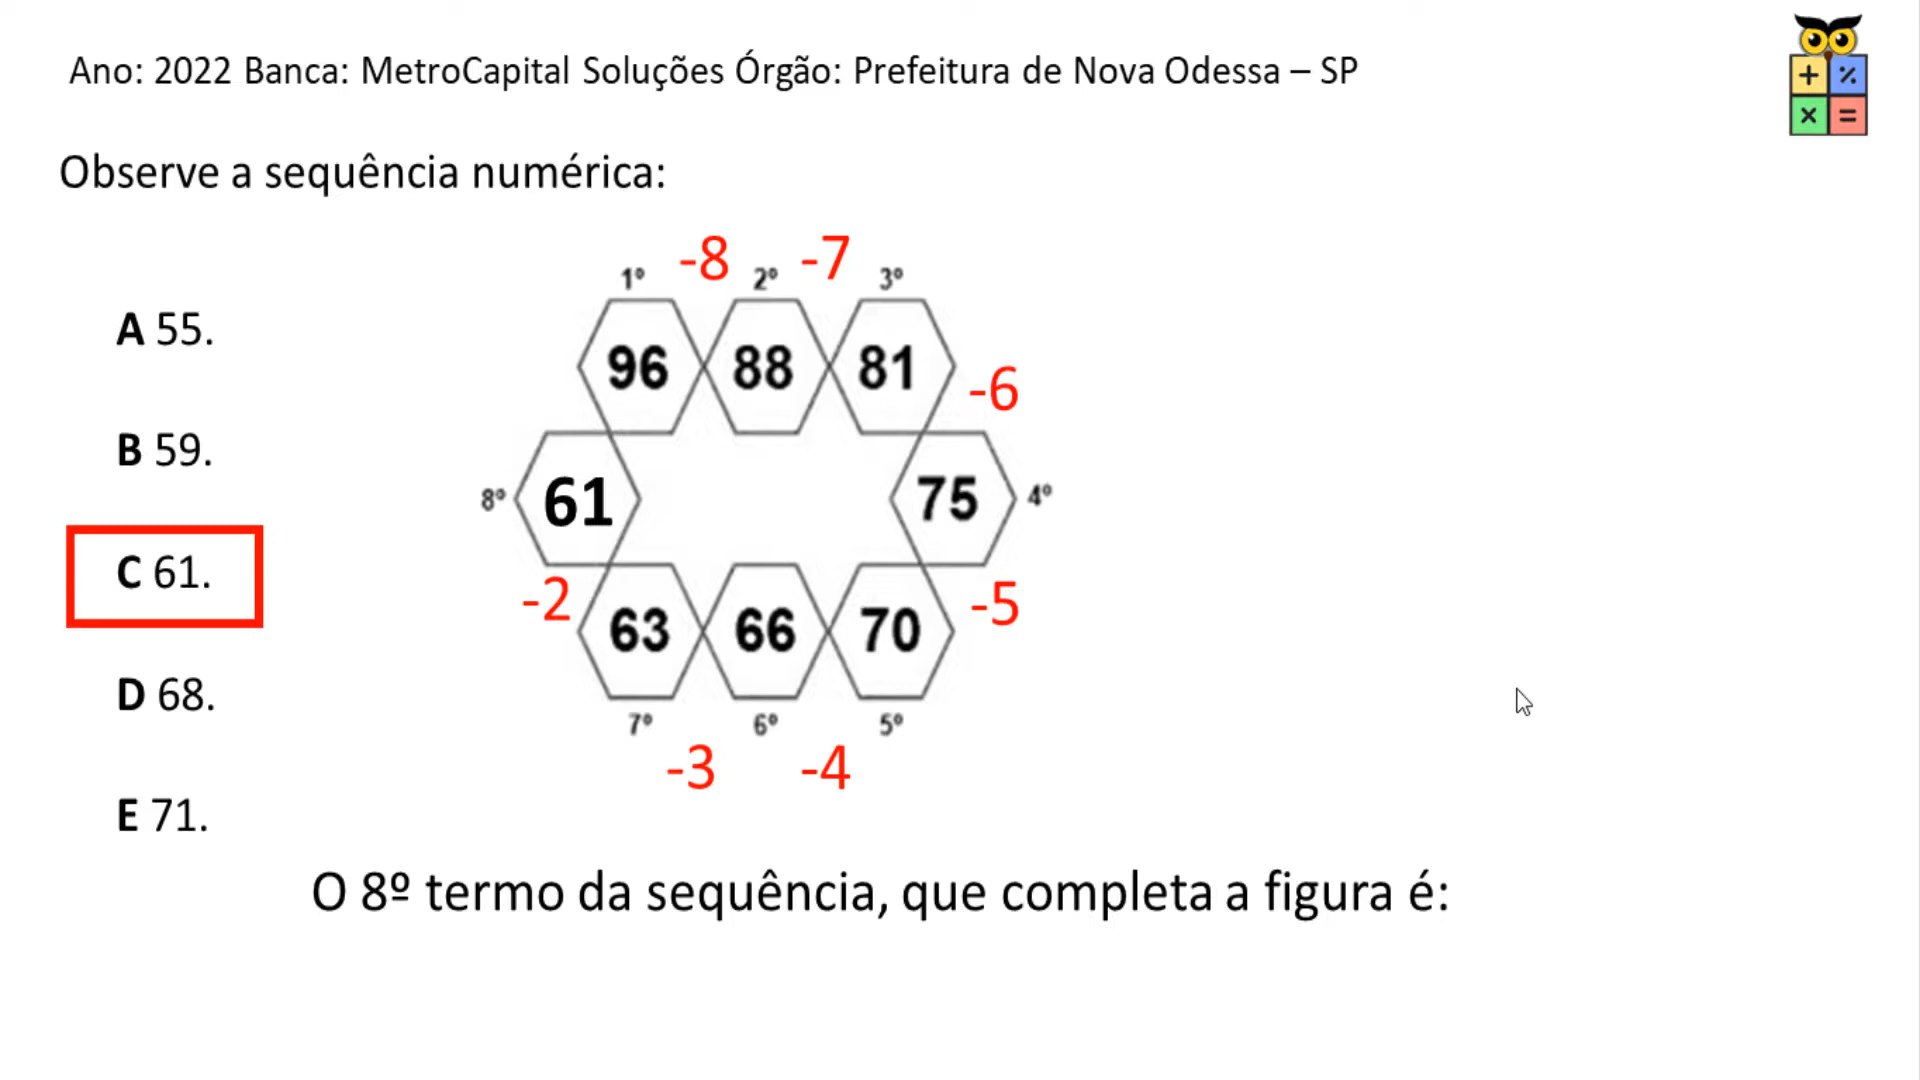 Ano: 2022 Banca: MetroCapital Soluções Órgão: Prefeitura de Nova Odessa – SP
+ %
× =
Observe a sequência numérica:
-8 -7
1º 2º 3º
A 55.
96 88 81
-6
B 59.
8º 61 75 4º
C 61.
-2 -5
63 66 70
D 68.
7º 6º 5º
-3 -4
E 71.
O 8º termo da sequência, que completa a figura é: